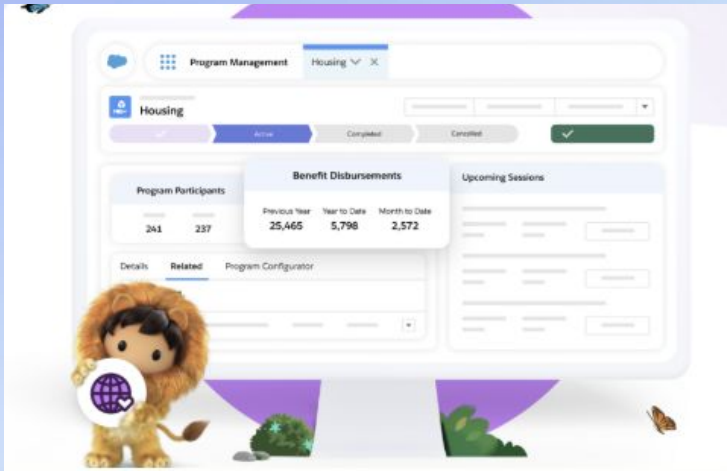 Program Management
Housing
Housing
Active
Completed
Cancelled
Program Participants
241 237
Benefit Disbursements
Previous Year Year to Date Month to Date
25,465 5,798 2,572
Upcoming Sessions
Details Related Program Configurator